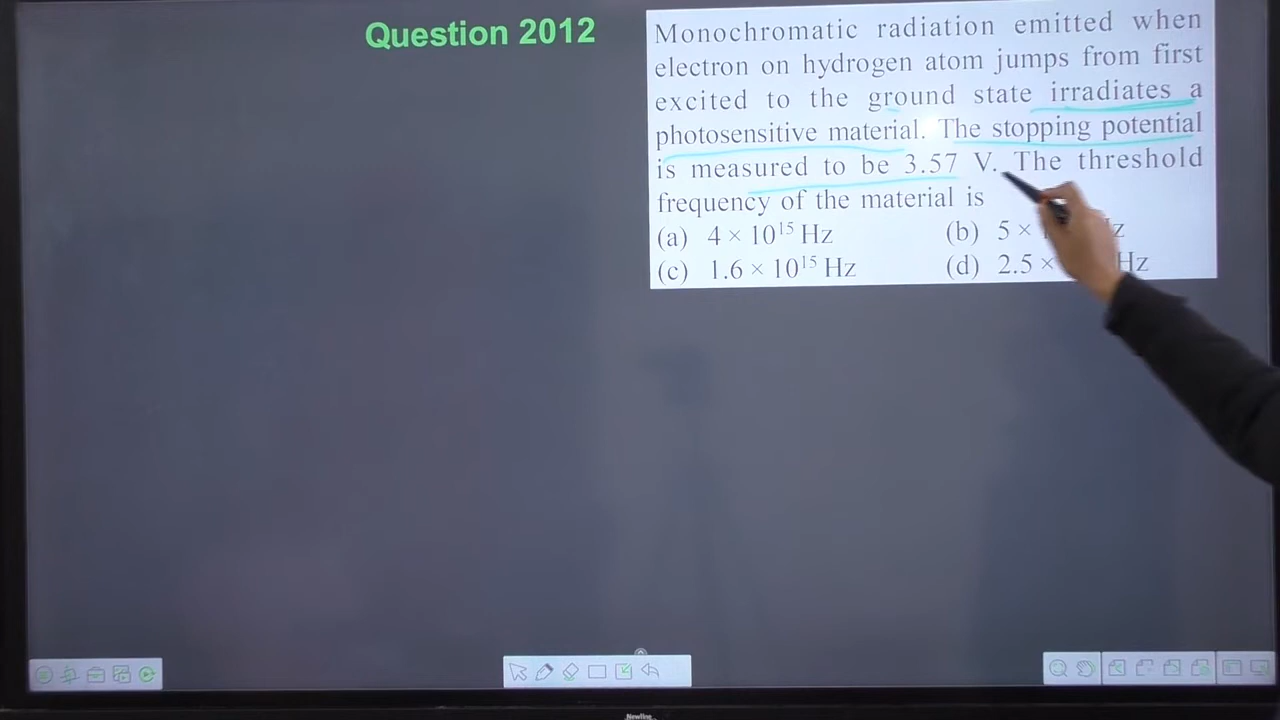 Question 2012
Monochromatic radiation emitted when
electron on hydrogen atom jumps from first
excited to the ground state irradiates a
photosensitive material. The stopping potential
is measured to be 3.57 V. The threshold
frequency of the material is
(a) 4 × 10¹⁵ Hz (b) 5 ×
(c) 1.6 × 10¹⁵ Hz (d) 2.5 × Hz
Newline